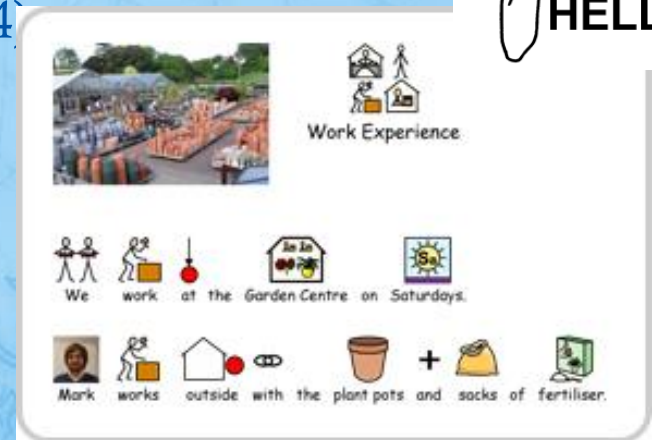 4
HELL
Work Experience
Sa
We work at the Garden Centre on Saturdays.
Mark works outside with the plant pots and sacks of fertiliser.